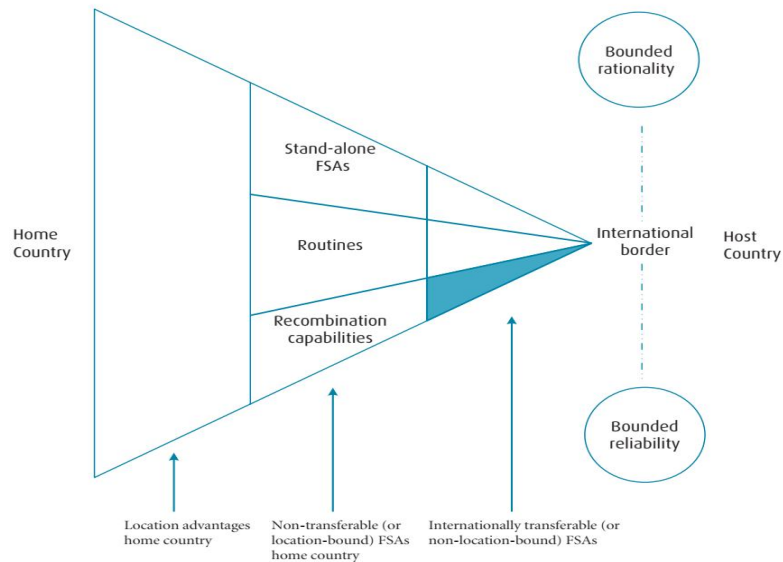 Bounded
rationality
Stand-alone
FSAs
Home
Country
Routines
International
border
Host
Country
Recombination
capabilities
Bounded
reliability
Location advantages
home country
Non-transferable (or
location-bound) FSAs
home country
Internationally transferable (or
non-location-bound) FSAs